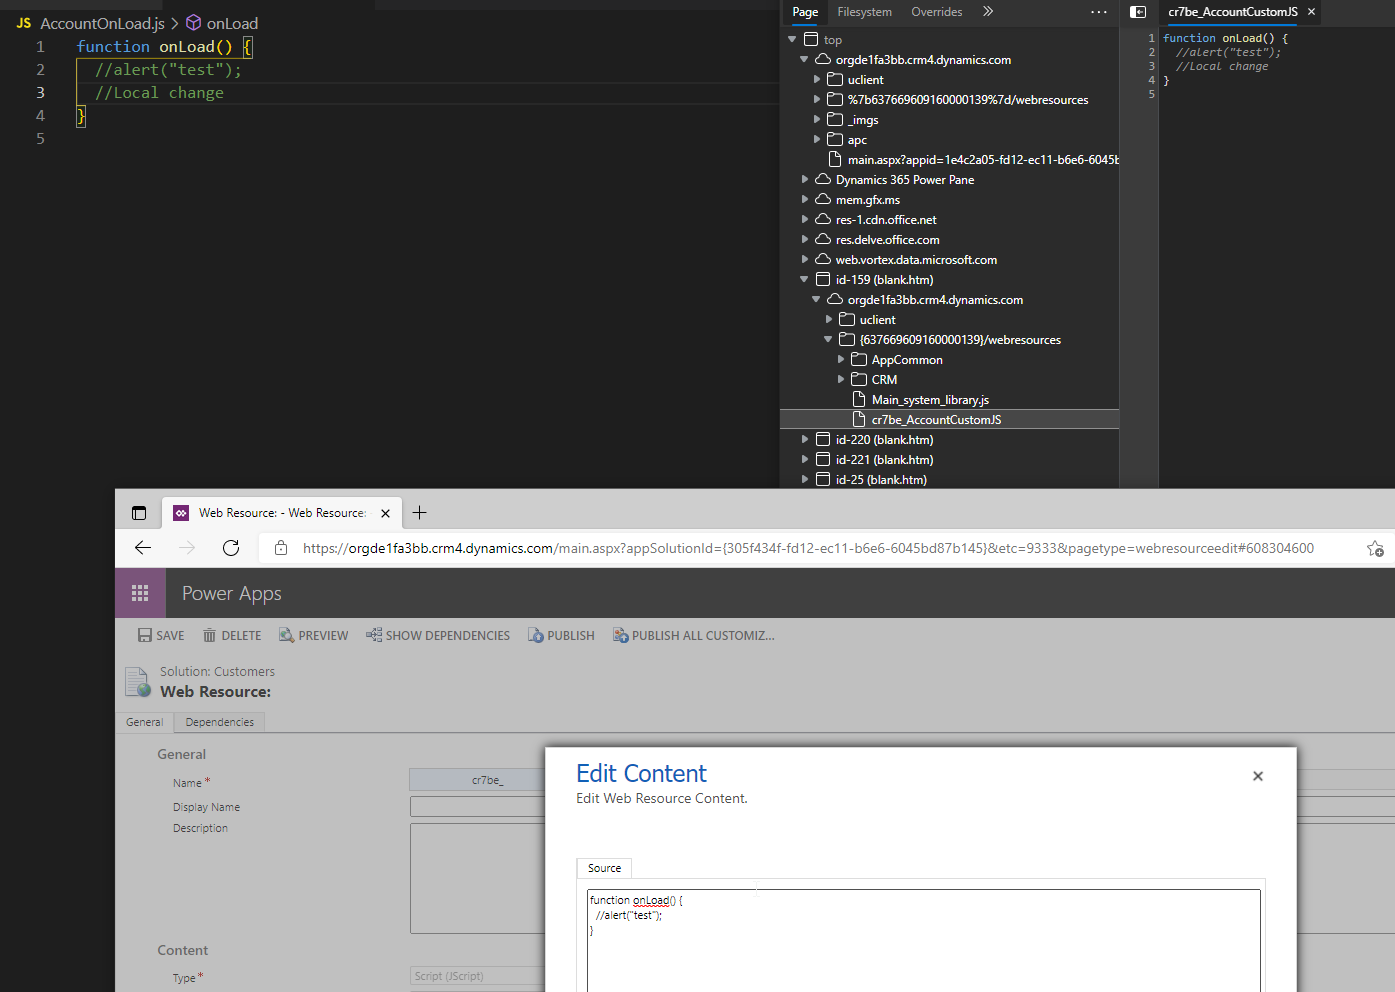 JS AccountOnLoad.js > onLoad
1 function onLoad() {
2 //alert("test");
3 //Local change
4 }
5
Page Filesystem Overrides » ···
top
orgde1fa3bb.crm4.dynamics.com
uclient
%7b637669609160000139%7d/webresources
_imgs
apc
main.aspx?appid=1e4c2a05-fd12-ec11-b6e6-6045b
Dynamics 365 Power Pane
mem.gfx.ms
res-1.cdn.office.net
res.delve.office.com
web.vortex.data.microsoft.com
id-159 (blank.htm)
orgde1fa3bb.crm4.dynamics.com
uclient
{637669609160000139}/webresources
AppCommon
CRM
Main_system_library.js
cr7be_AccountCustomJS
id-220 (blank.htm)
id-221 (blank.htm)
id-25 (blank.htm)
cr7be_AccountCustomJS ×
1 function onLoad() {
2 //alert("test");
3 //Local change
4 }
5
Web Resource: - Web Resource:
https://orgde1fa3bb.crm4.dynamics.com/main.aspx?appSolutionId={305f434f-fd12-ec11-b6e6-6045bd87b145}&etc=9333&pagetype=webresourceedit#608304600
Power Apps
SAVE DELETE PREVIEW SHOW DEPENDENCIES PUBLISH PUBLISH ALL CUSTOMIZ...
Solution: Customers
Web Resource:
General Dependencies
General
Name * cr7be_
Display Name
Description
Content
Type * Script (JScript)
Edit Content
Edit Web Resource Content.
Source
function onLoad() {
//alert("test");
}